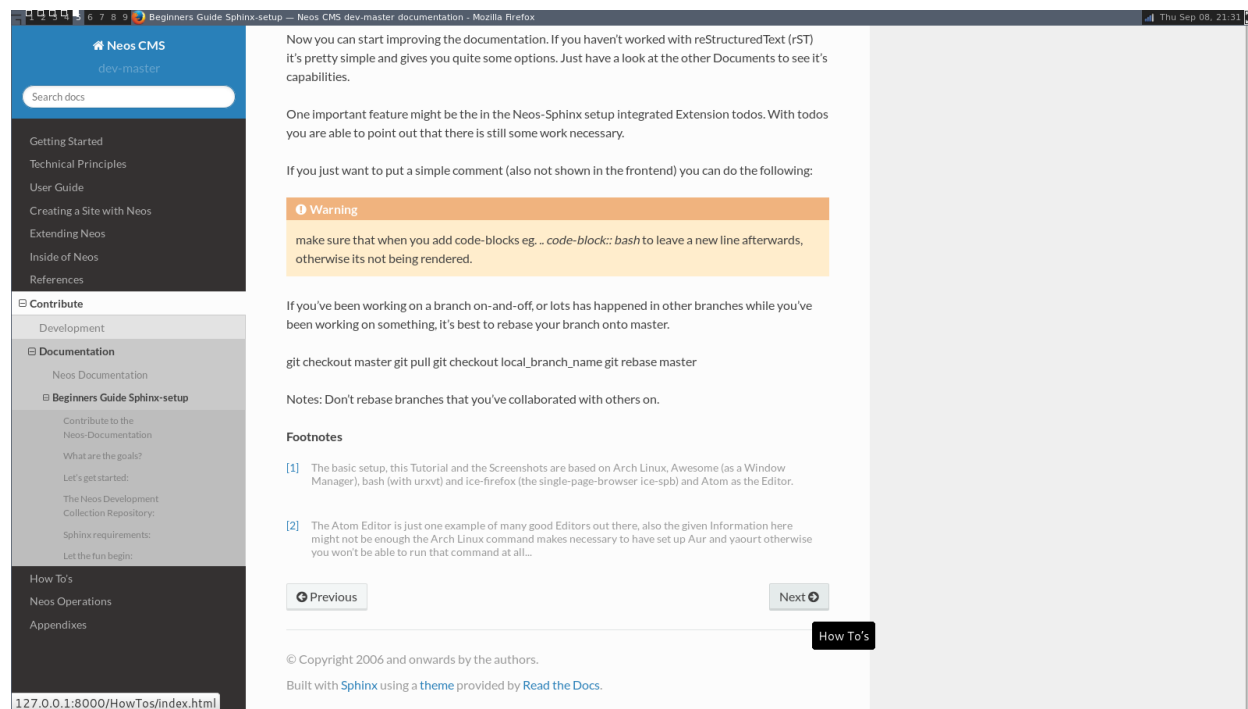 1 2 3 4 5 6 7 8 9 Beginners Guide Sphinx-setup — Neos CMS dev-master documentation - Mozilla Firefox
Thu Sep 08, 21:31
Neos CMS
dev-master
Search docs
Getting Started
Technical Principles
User Guide
Creating a Site with Neos
Extending Neos
Inside of Neos
References
Contribute
Development
Documentation
Neos Documentation
Beginners Guide Sphinx-setup
Contribute to the
Neos-Documentation
What are the goals?
Let's get started:
The Neos Development
Collection Repository:
Sphinx requirements:
Let the fun begin:
How To's
Neos Operations
Appendixes
127.0.0.1:8000/HowTos/index.html
Now you can start improving the documentation. If you haven't worked with reStructuredText (rST)
it's pretty simple and gives you quite some options. Just have a look at the other Documents to see it's
capabilities.
One important feature might be the in the Neos-Sphinx setup integrated Extension todos. With todos
you are able to point out that there is still some work necessary.
If you just want to put a simple comment (also not shown in the frontend) you can do the following:
Warning
make sure that when you add code-blocks eg. .. code-block:: bash to leave a new line afterwards,
otherwise its not being rendered.
If you've been working on a branch on-and-off, or lots has happened in other branches while you've
been working on something, it's best to rebase your branch onto master.
git checkout master git pull git checkout local_branch_name git rebase master
Notes: Don't rebase branches that you've collaborated with others on.
Footnotes
[1] The basic setup, this Tutorial and the Screenshots are based on Arch Linux, Awesome (as a Window
Manager), bash (with urxvt) and ice-firefox (the single-page-browser ice-spb) and Atom as the Editor.
[2] The Atom Editor is just one example of many good Editors out there, also the given Information here
might not be enough the Arch Linux command makes necessary to have set up Aur and yaourt otherwise
you won't be able to run that command at all...
Previous
Next
How To's
© Copyright 2006 and onwards by the authors.
Built with Sphinx using a theme provided by Read the Docs.